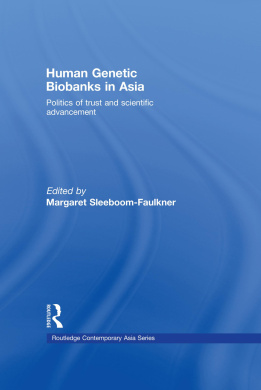 Human Genetic
Biobanks in Asia
Politics of trust and scientific
advancement
Edited by
Margaret Sleeboom-Faulkner
ROUTLEDGE
Routledge Contemporary Asia Series